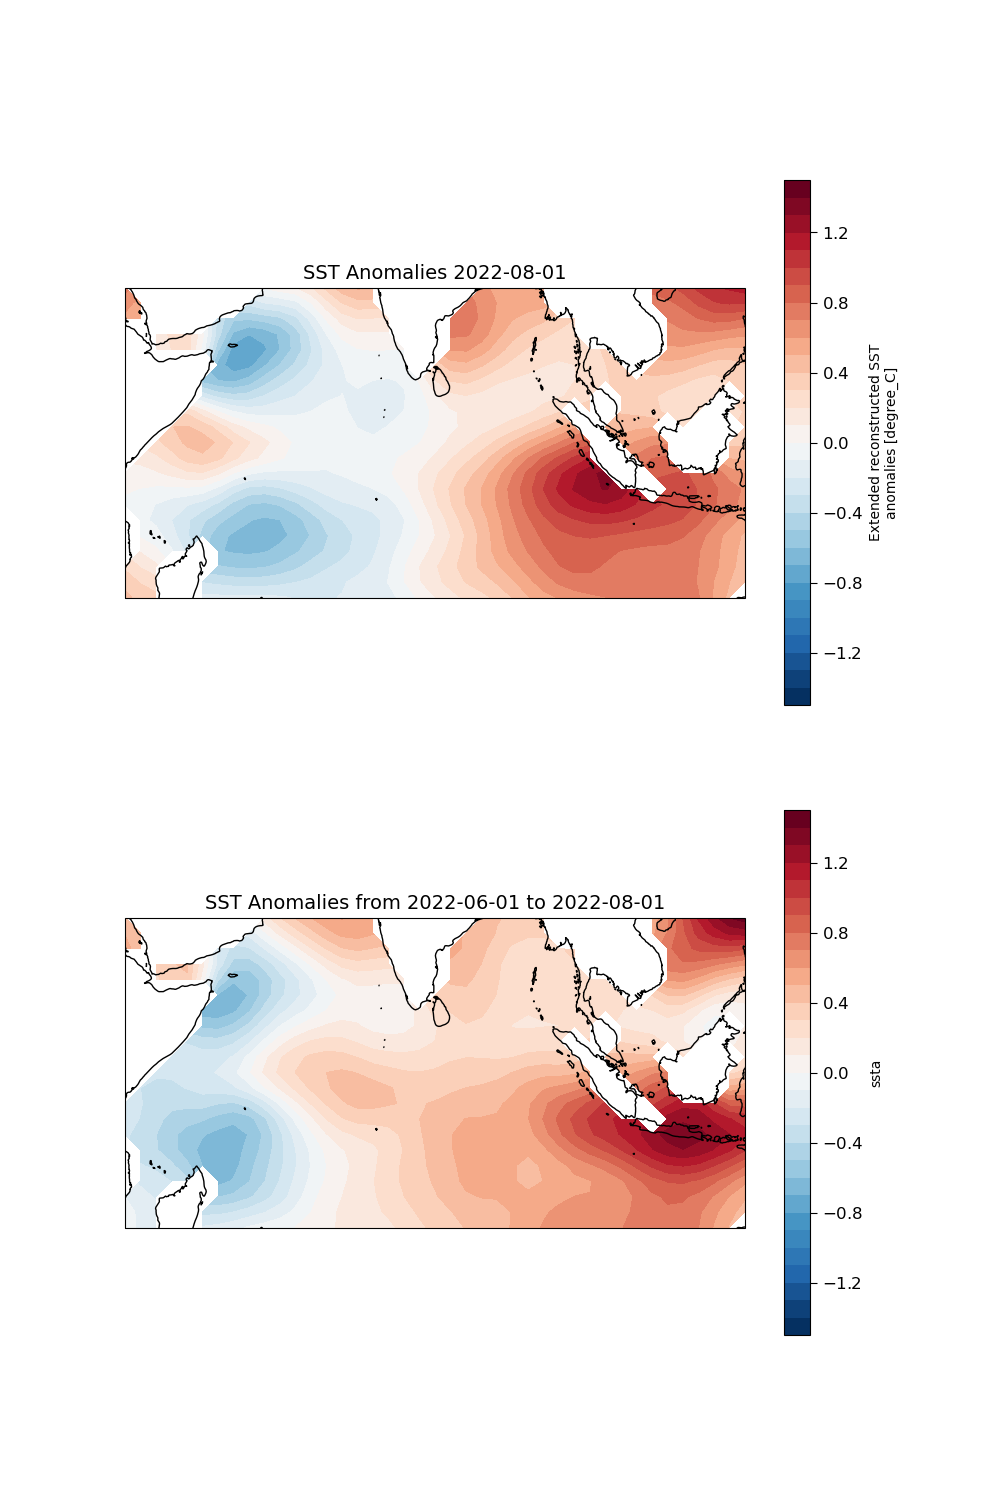 SST Anomalies 2022-08-01
1.2
0.8
0.4
0.0
−0.4
−0.8
−1.2
Extended reconstructed SST
anomalies [degree_C]
SST Anomalies from 2022-06-01 to 2022-08-01
1.2
0.8
0.4
0.0
−0.4
−0.8
−1.2
ssta